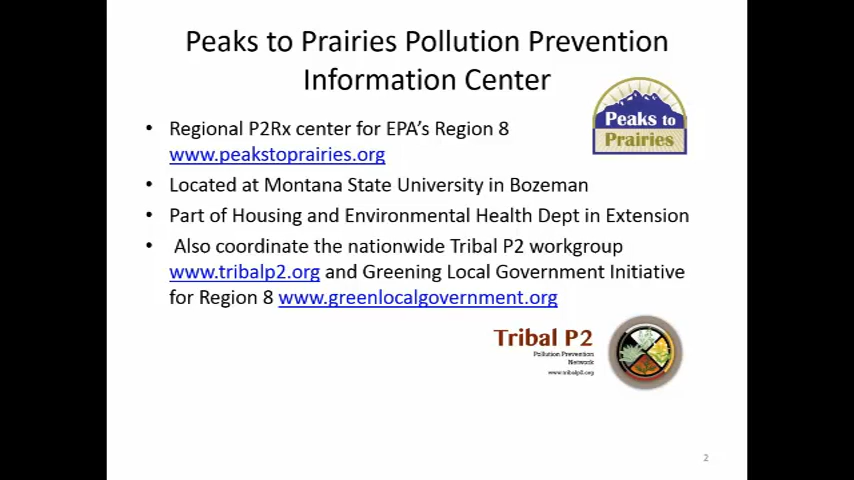 Peaks to Prairies Pollution Prevention
Information Center
Peaks to
Prairies
• Regional P2Rx center for EPA's Region 8
www.peakstoprairies.org
• Located at Montana State University in Bozeman
• Part of Housing and Environmental Health Dept in Extension
• Also coordinate the nationwide Tribal P2 workgroup
www.tribalp2.org and Greening Local Government Initiative
for Region 8 www.greenlocalgovernment.org
Tribal P2
Pollution Prevention
Network
www.tribalp2.org
2